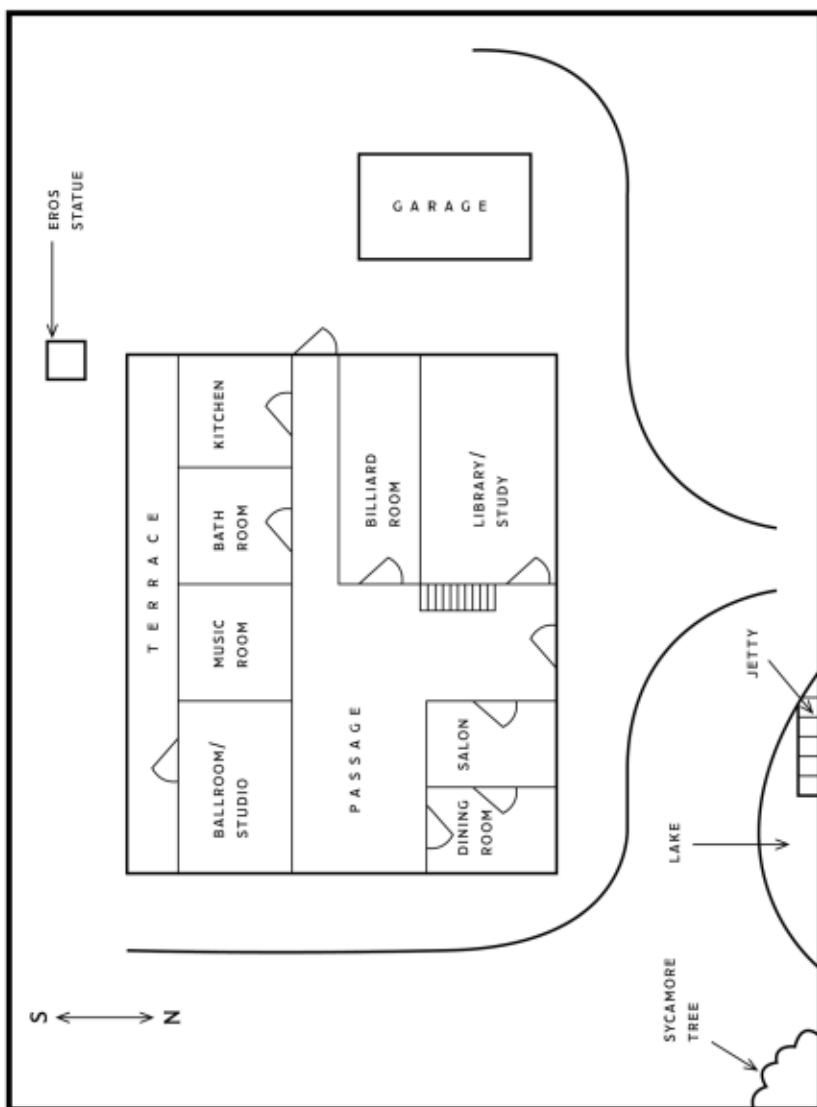 EROS
STATUE
GARAGE
KITCHEN
BATH
ROOM
MUSIC
ROOM
BALLROOM/
STUDIO
TERRACE
BILLIARD
ROOM
LIBRARY/
STUDY
PASSAGE
SALON
DINING
ROOM
JETTY
LAKE
SYCAMORE
TREE
S
N